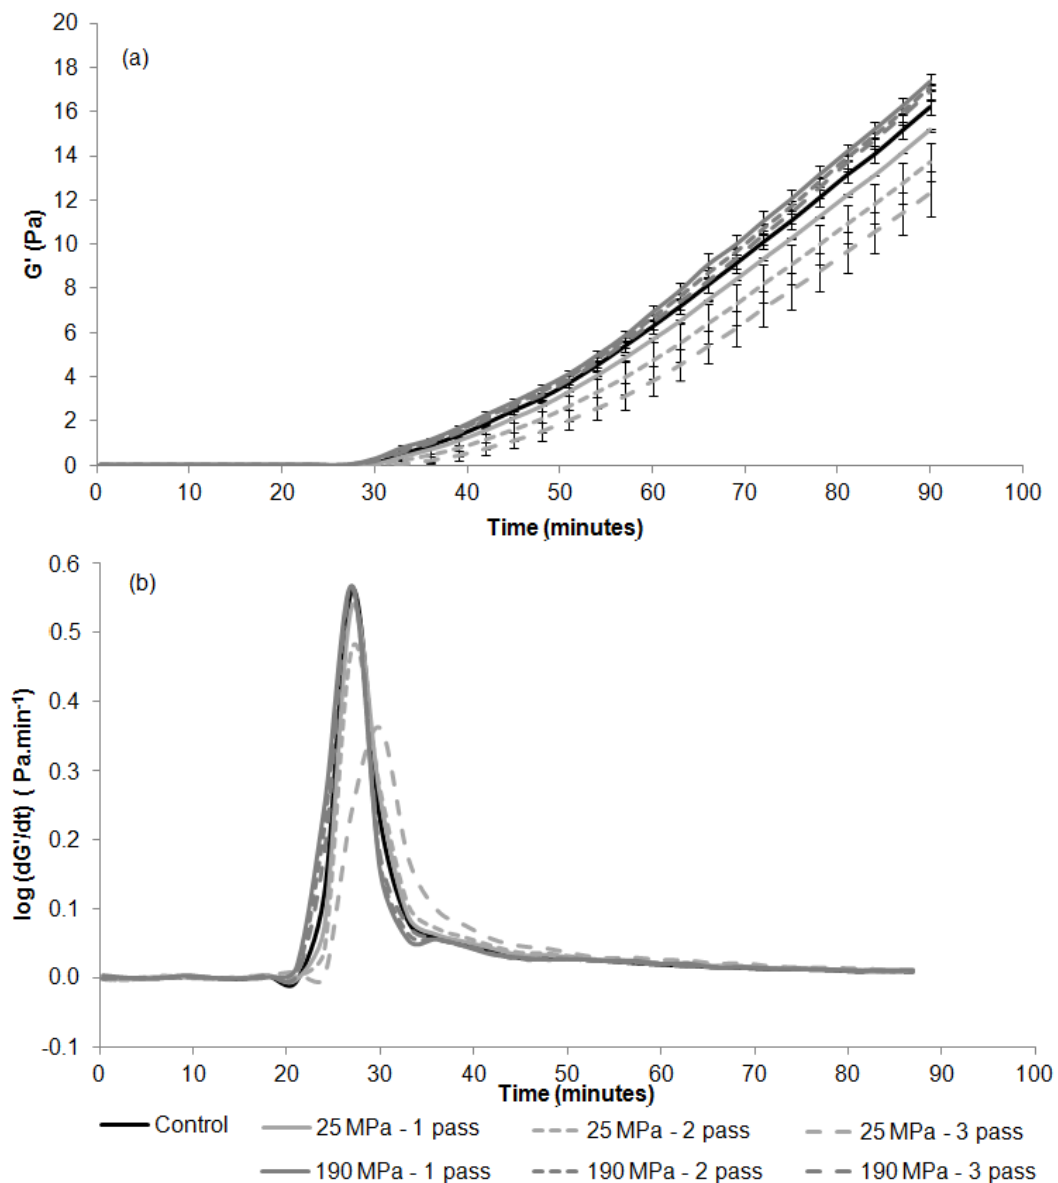 20
(a)
18
16
14
12
10
8
6
4
2
0
G' (Pa)
0 10 20 30 40 50 60 70 80 90 100
Time (minutes)
0.6
(b)
0.5
0.4
0.3
0.2
0.1
0.0
-0.1
log (dG'/dt) ( Pa.min⁻¹)
0 10 20 30 40 50 60 70 80 90 100
Time (minutes)
Control 25 MPa - 1 pass 25 MPa - 2 pass 25 MPa - 3 pass
190 MPa - 1 pass 190 MPa - 2 pass 190 MPa - 3 pass